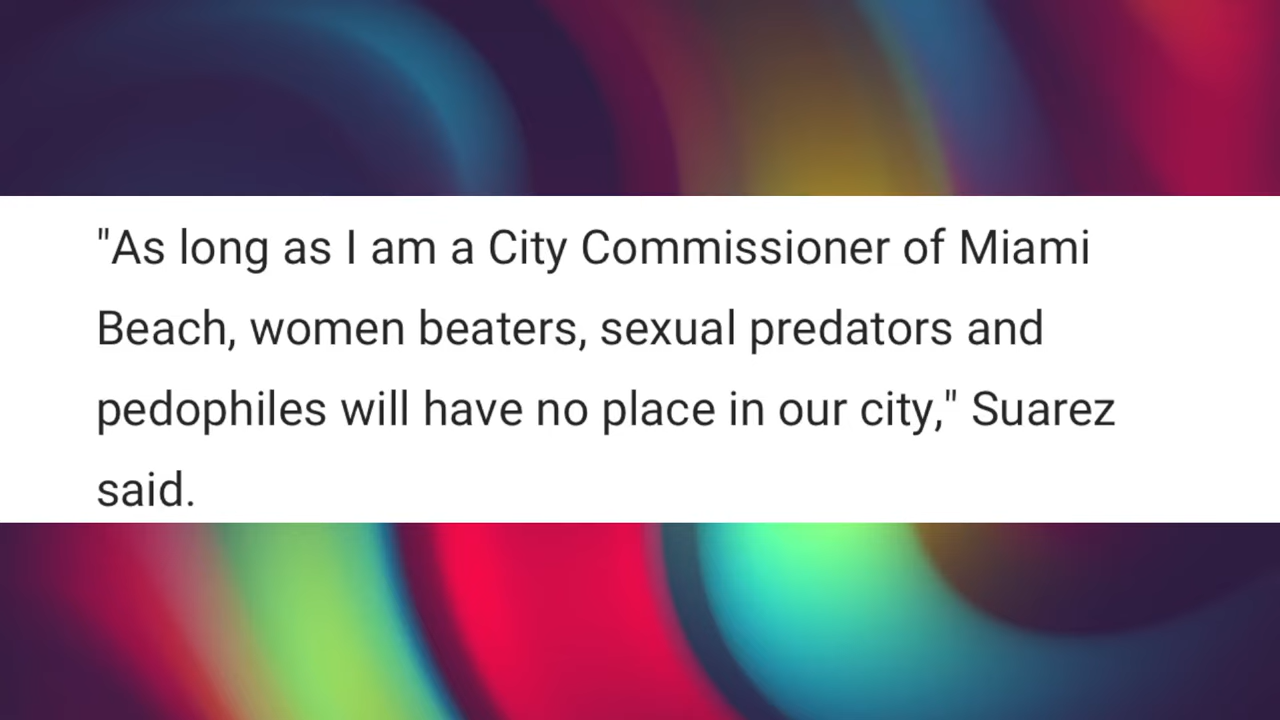 "As long as I am a City Commissioner of Miami
Beach, women beaters, sexual predators and
pedophiles will have no place in our city," Suarez
said.